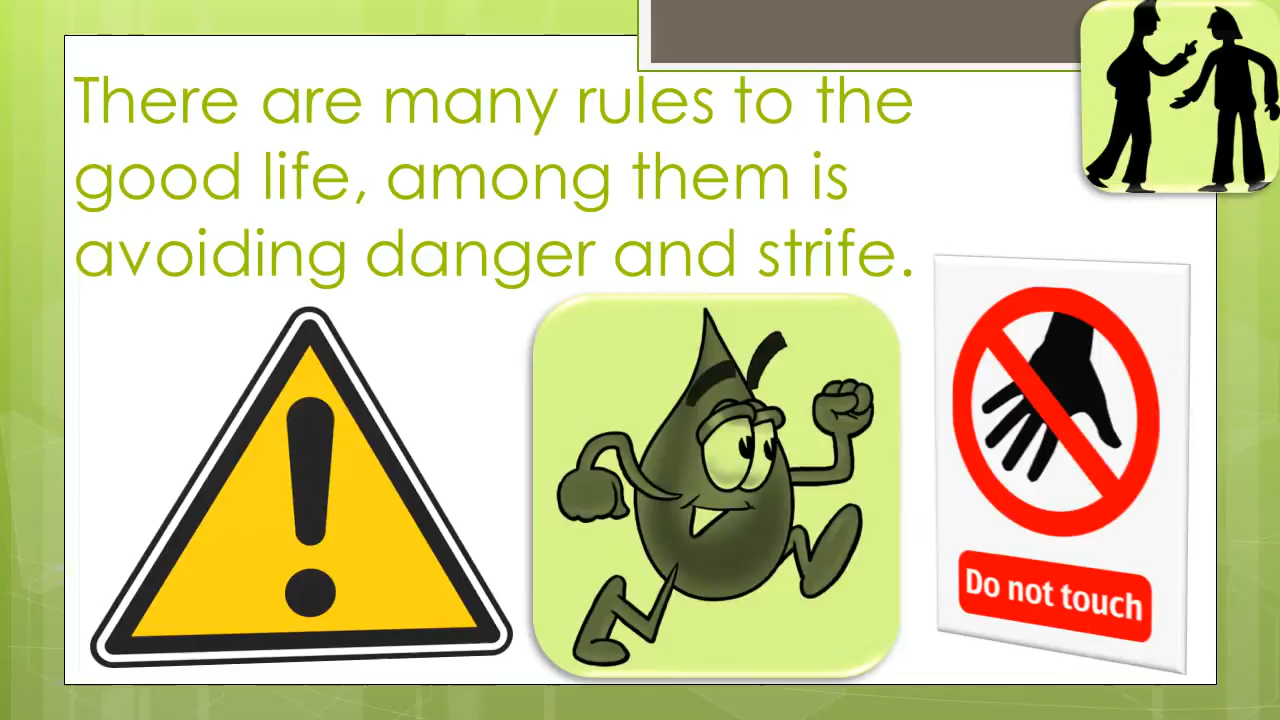 There are many rules to the
good life, among them is
avoiding danger and strife.
Do not touch